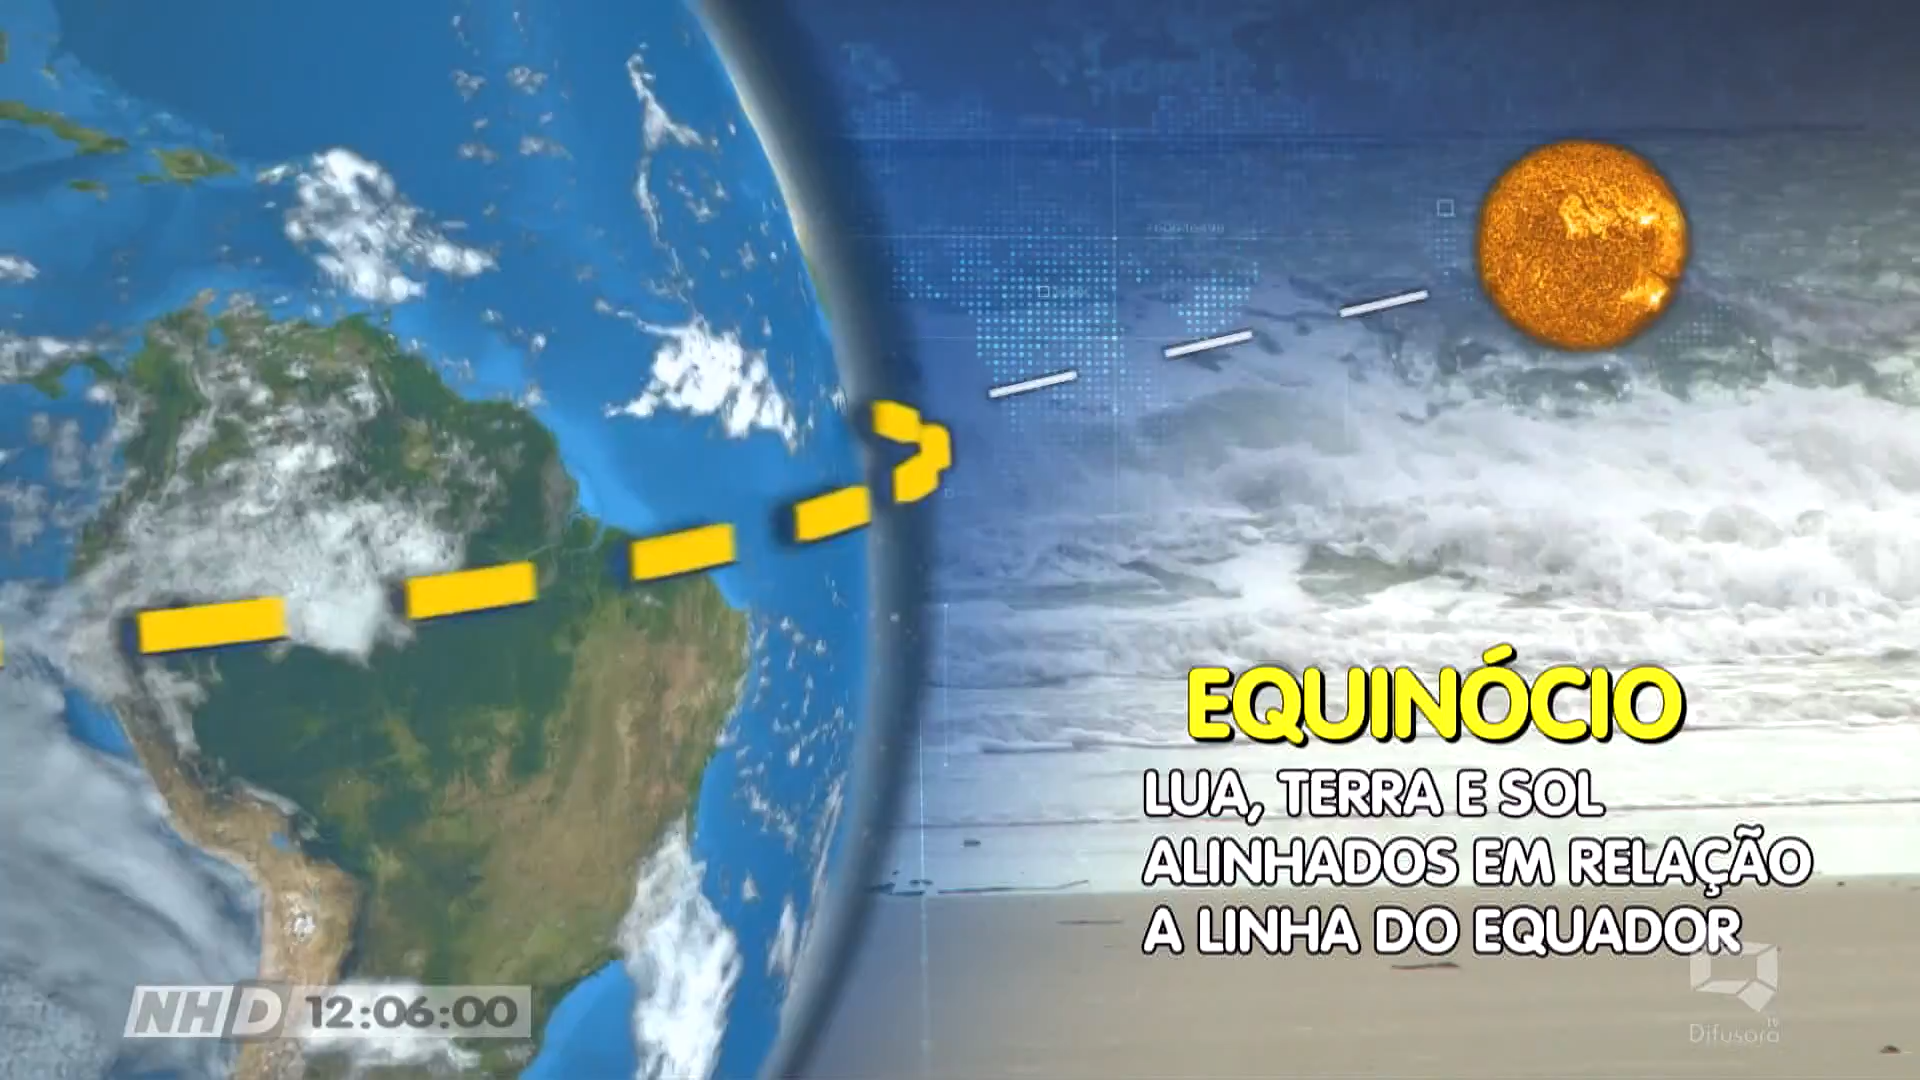 EQUINÓCIO
LUA, TERRA E SOL
ALINHADOS EM RELAÇÃO
A LINHA DO EQUADOR
NHD 12:06:00
Difusora